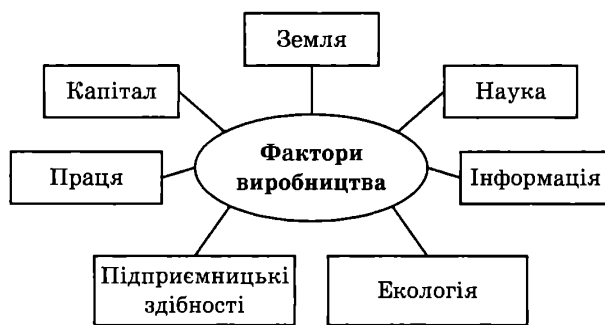 Земля
Капітал
Наука
Фактори
виробництва
Праця
Інформація
Підприємницькі
здібності
Екологія